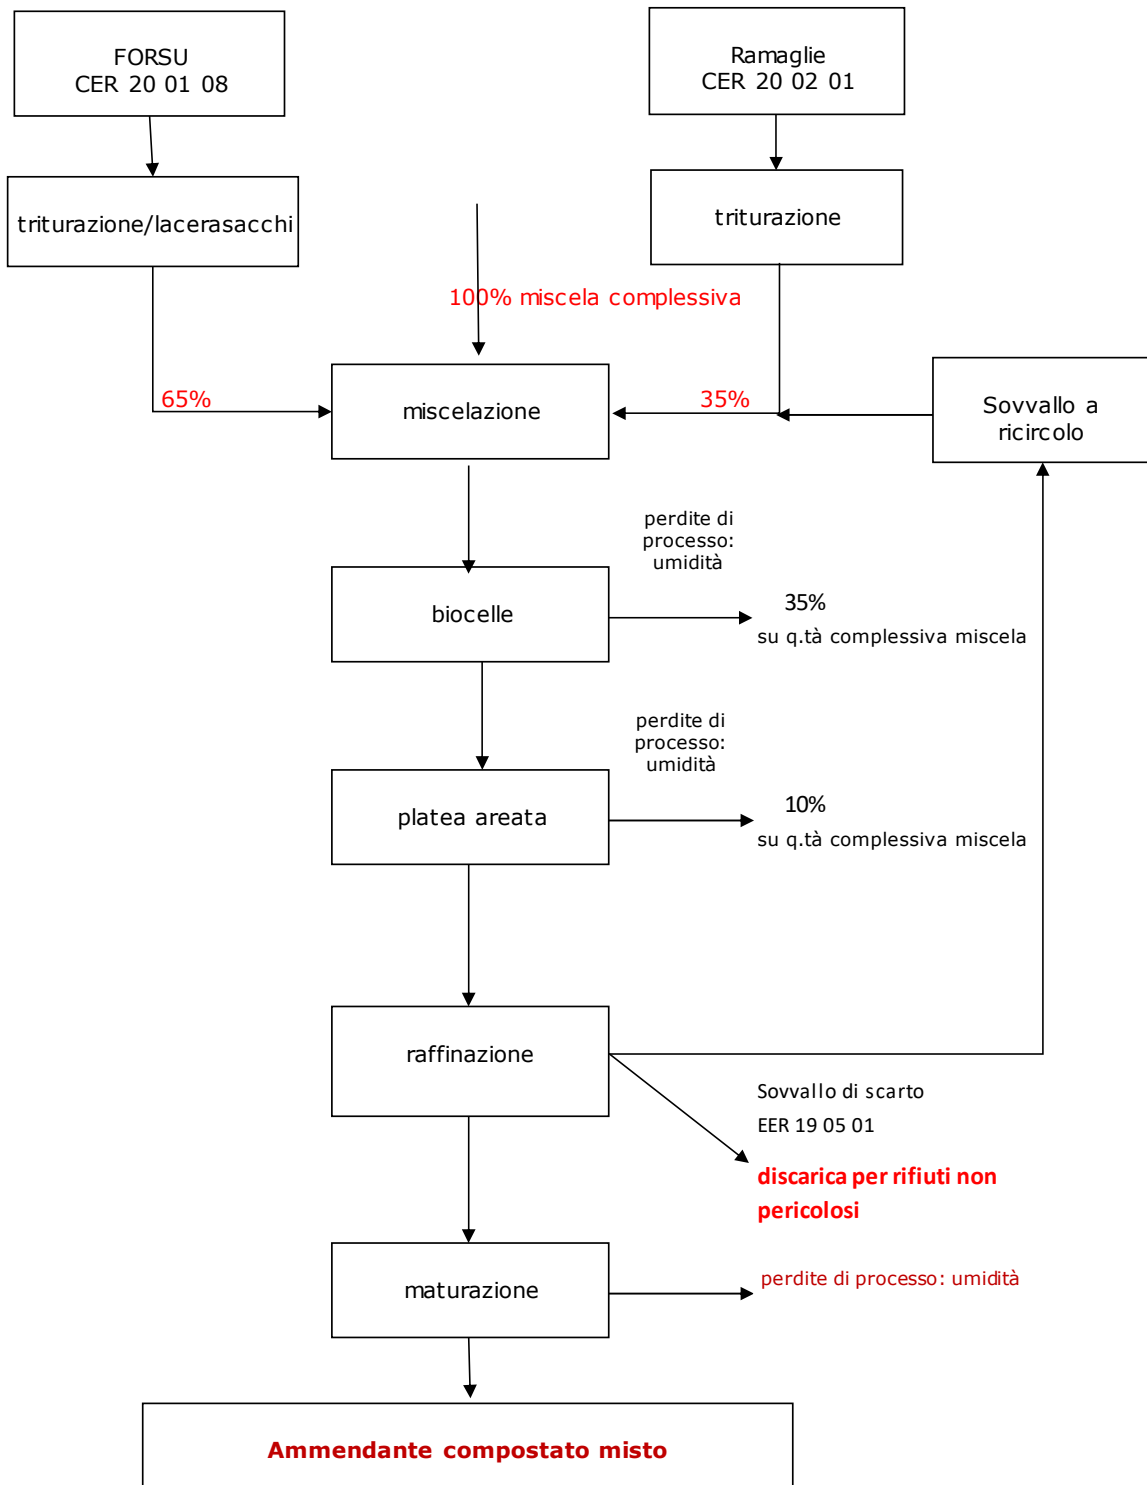 FORSU
CER 20 01 08
Ramaglie
CER 20 02 01
triturazione/lacerasacchi
triturazione
100% miscela complessiva
65%
miscelazione
35%
Sovvallo a
ricircolo
perdite di
processo:
umidità
biocelle
35%
su q.tà complessiva miscela
perdite di
processo:
umidità
platea areata
10%
su q.tà complessiva miscela
raffinazione
Sovvallo di scarto
EER 19 05 01
discarica per rifiuti non
pericolosi
maturazione
perdite di processo: umidità
Ammendante compostato misto